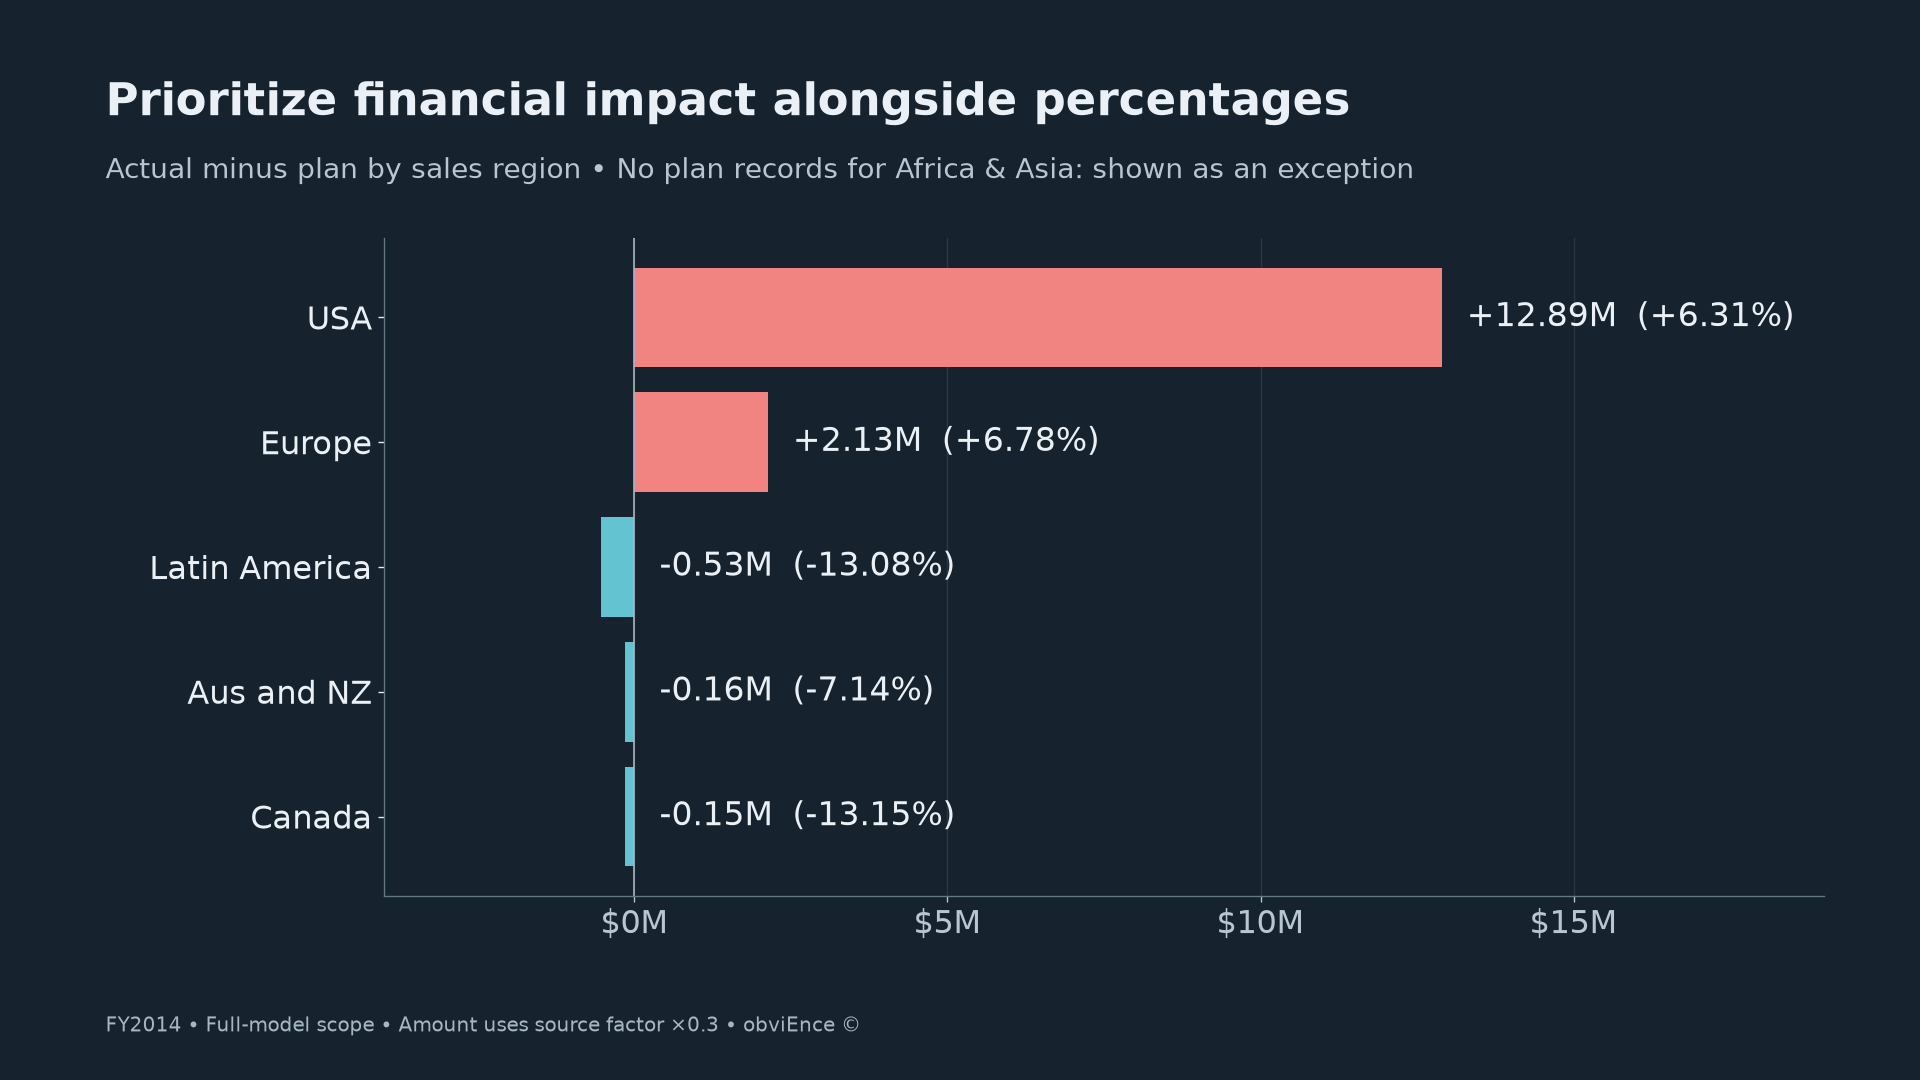 Prioritize financial impact alongside percentages
Actual minus plan by sales region • No plan records for Africa & Asia: shown as an exception
USA
+12.89M (+6.31%)
Europe
+2.13M (+6.78%)
Latin America
-0.53M (-13.08%)
Aus and NZ
-0.16M (-7.14%)
Canada
-0.15M (-13.15%)
$0M $5M $10M $15M
FY2014 • Full-model scope • Amount uses source factor ×0.3 • obviEnce ©